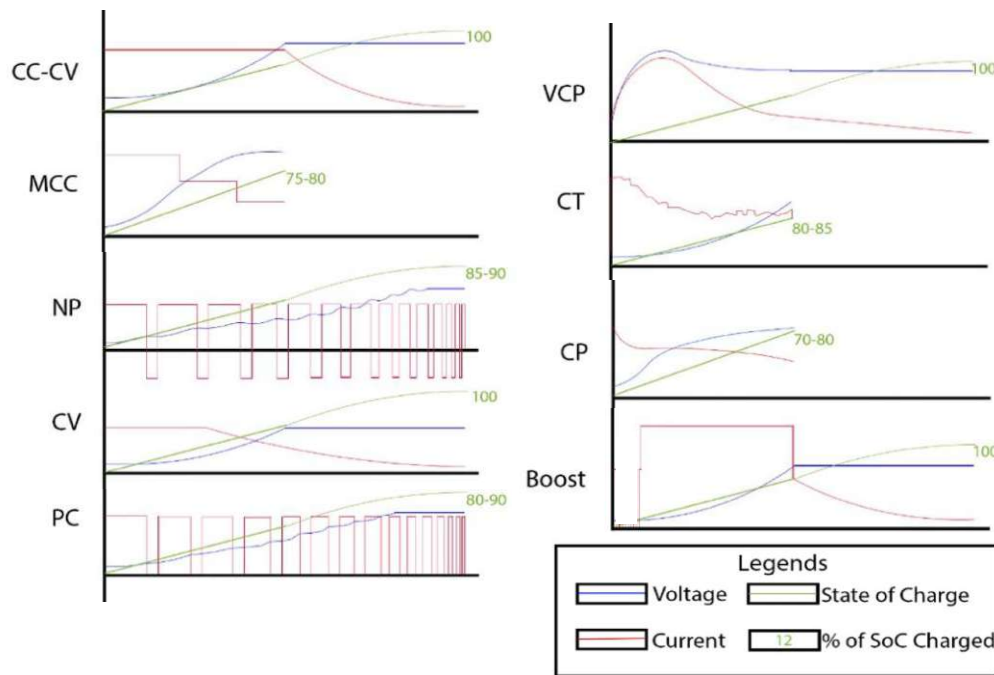 CC-CV
100
MCC
75-80
NP
85-90
CV
100
PC
80-90
VCP
100
CT
80-85
CP
70-80
Boost
100
Legends
Voltage
State of Charge
Current
12
% of SoC Charged